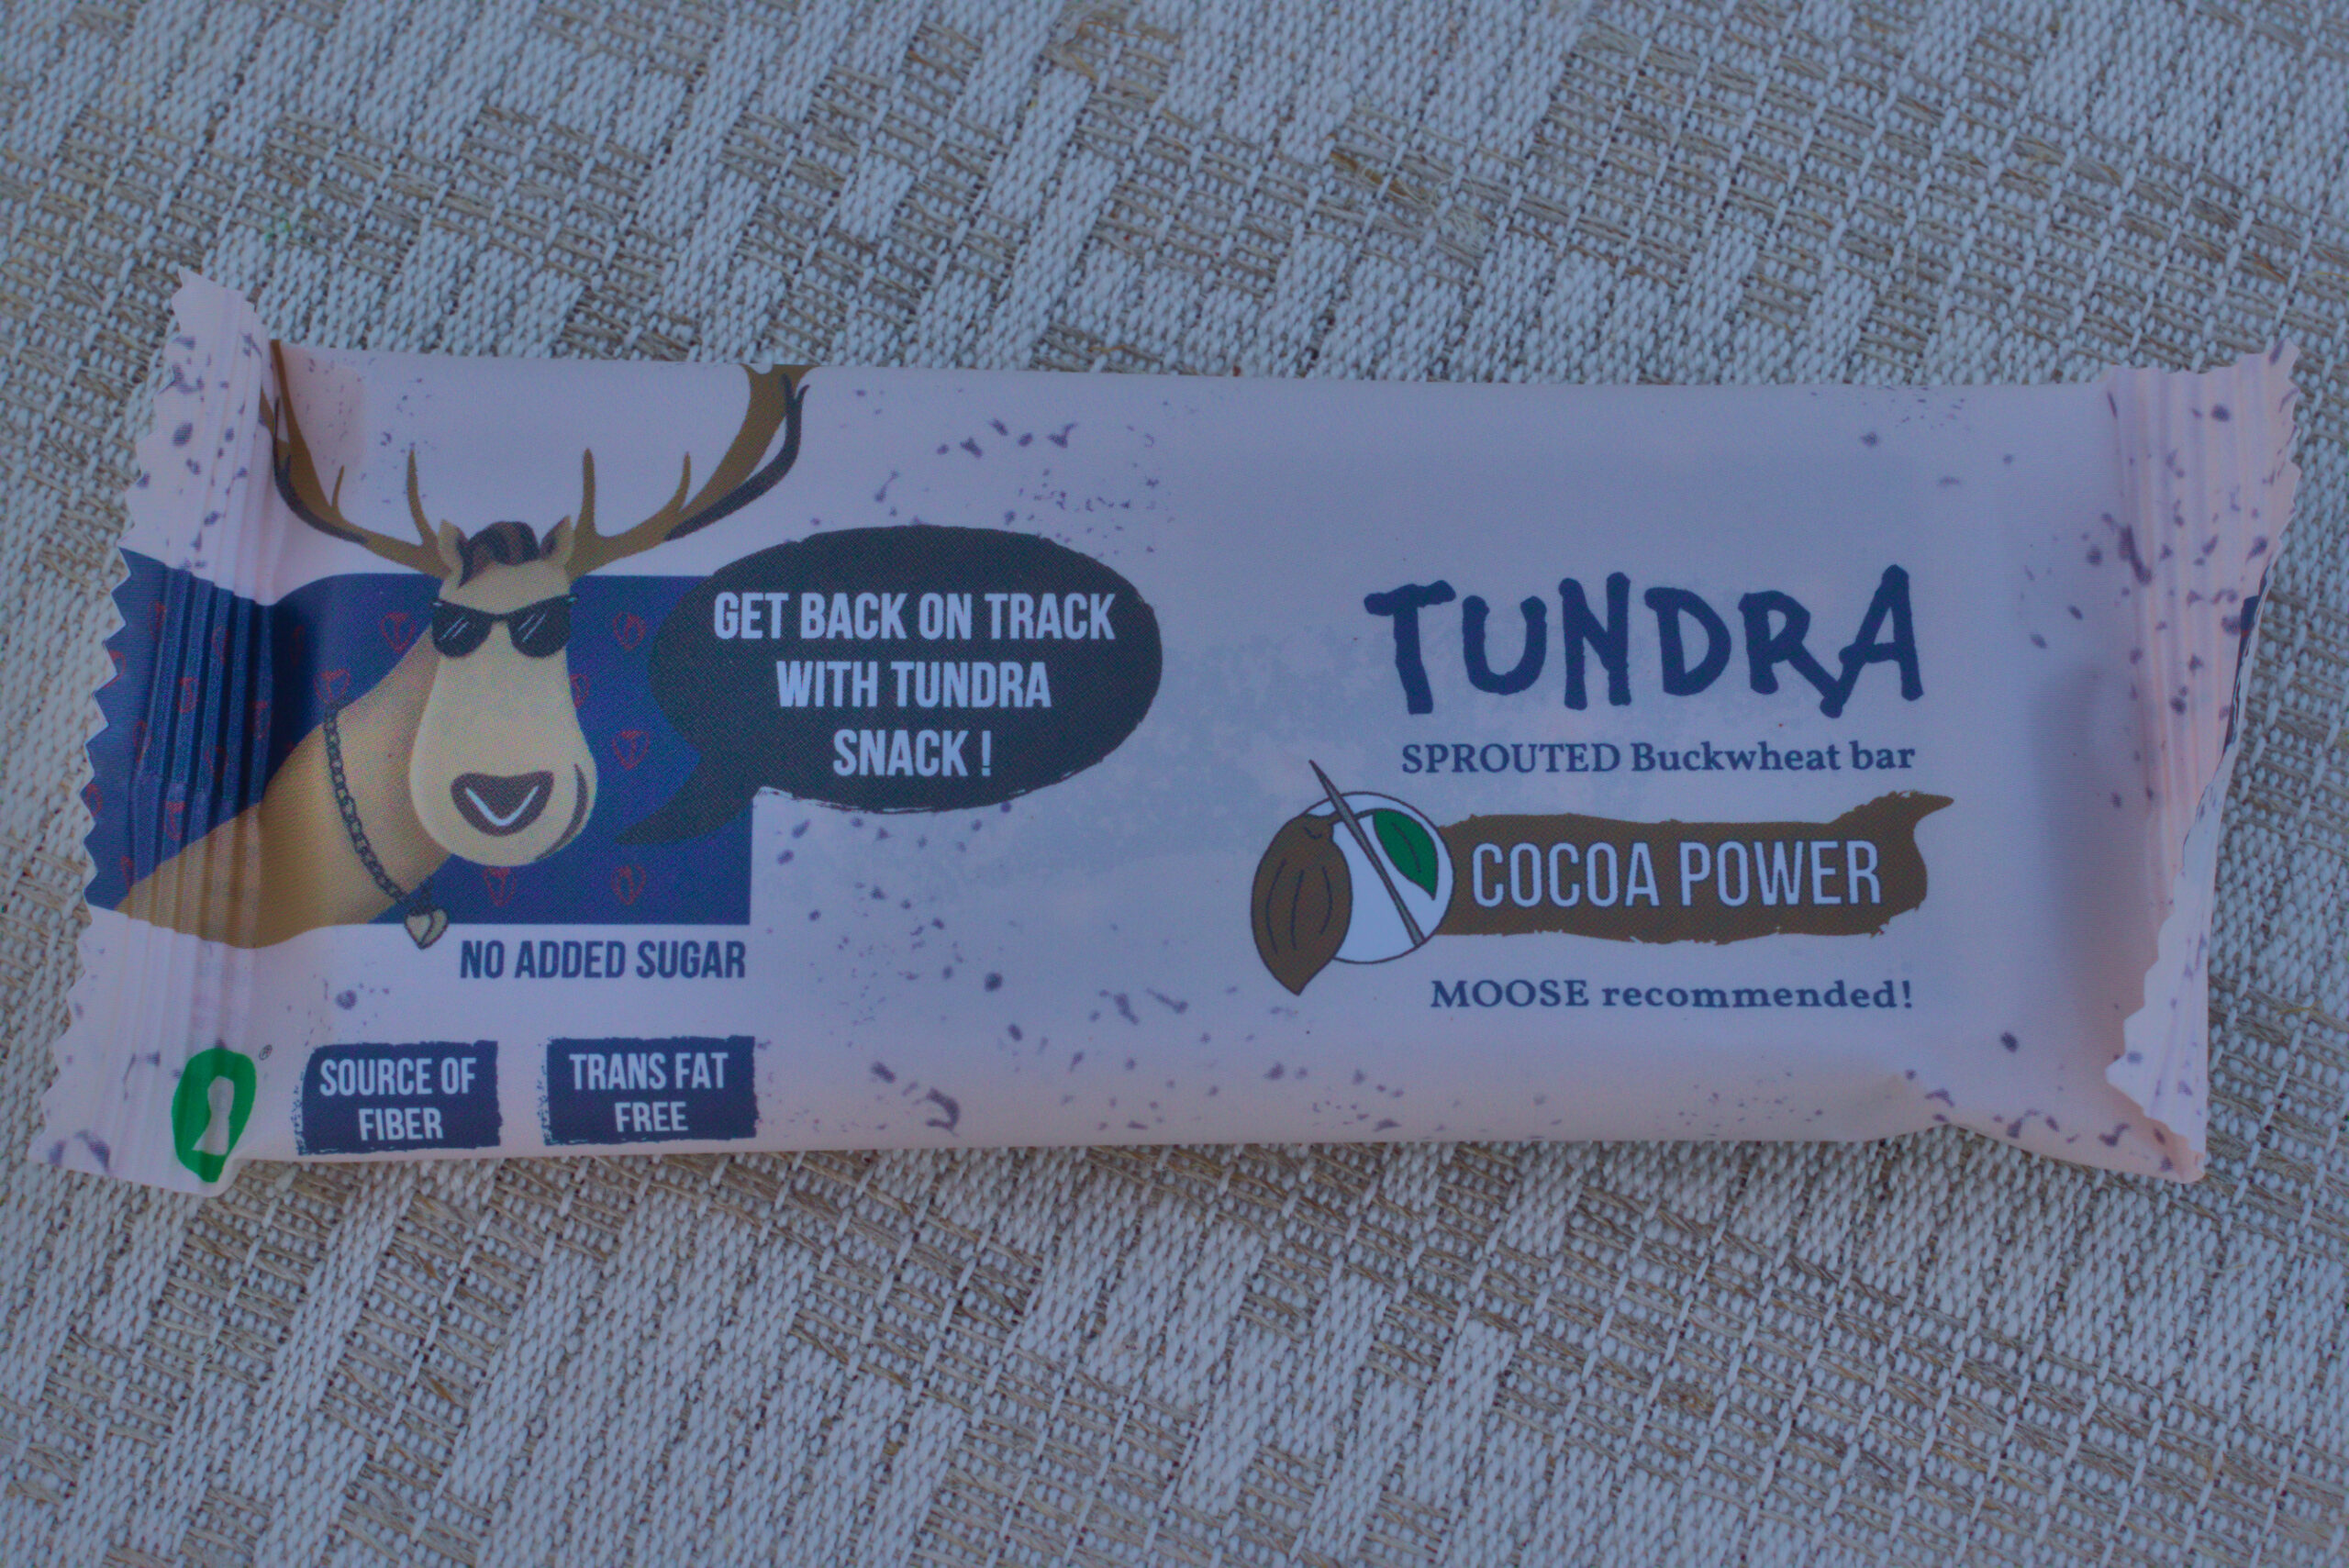 GET BACK ON TRACK
WITH TUNDRA
SNACK !
NO ADDED SUGAR
SOURCE OF
FIBER
TRANS FAT
FREE
®
TUNDRA
SPROUTED Buckwheat bar
COCOA POWER
MOOSE recommended!